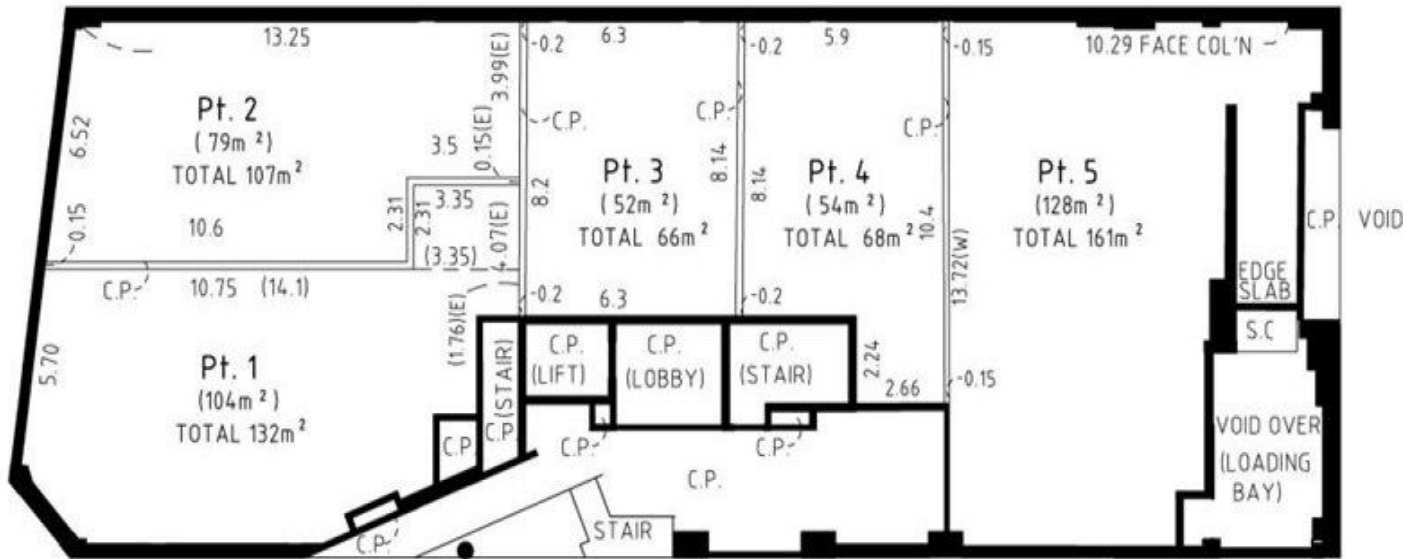 13.25
-0.2
6.3
-0.2
5.9
-0.15
10.29 FACE COL'N
3.99(E)
Pt. 2
(79m²)
TOTAL 107m²
6.52
C.P.
C.P.
C.P.
3.5
0.15(E)
3.35
2.31
2.31
8.2
Pt. 3
(52m²)
TOTAL 66m²
8.14
8.14
Pt. 4
(54m²)
TOTAL 68m²
10.4
Pt. 5
(128m²)
TOTAL 161m²
C.P.
VOID
0.15
10.6
4.07(E)
(3.35)
13.72(W)
C.P.
10.75 (14.1)
-0.2
6.3
-0.2
EDGE
SLAB
(1.76)(E)
S.C
5.70
Pt. 1
(104m²)
TOTAL 132m²
C.P.
(STAIR)
C.P.
(LIFT)
C.P.
(LOBBY)
C.P.
(STAIR)
2.24
2.66
-0.15
C.P.
C.P.
C.P.
C.P.
VOID OVER
(LOADING
BAY)
C.P.
STAIR